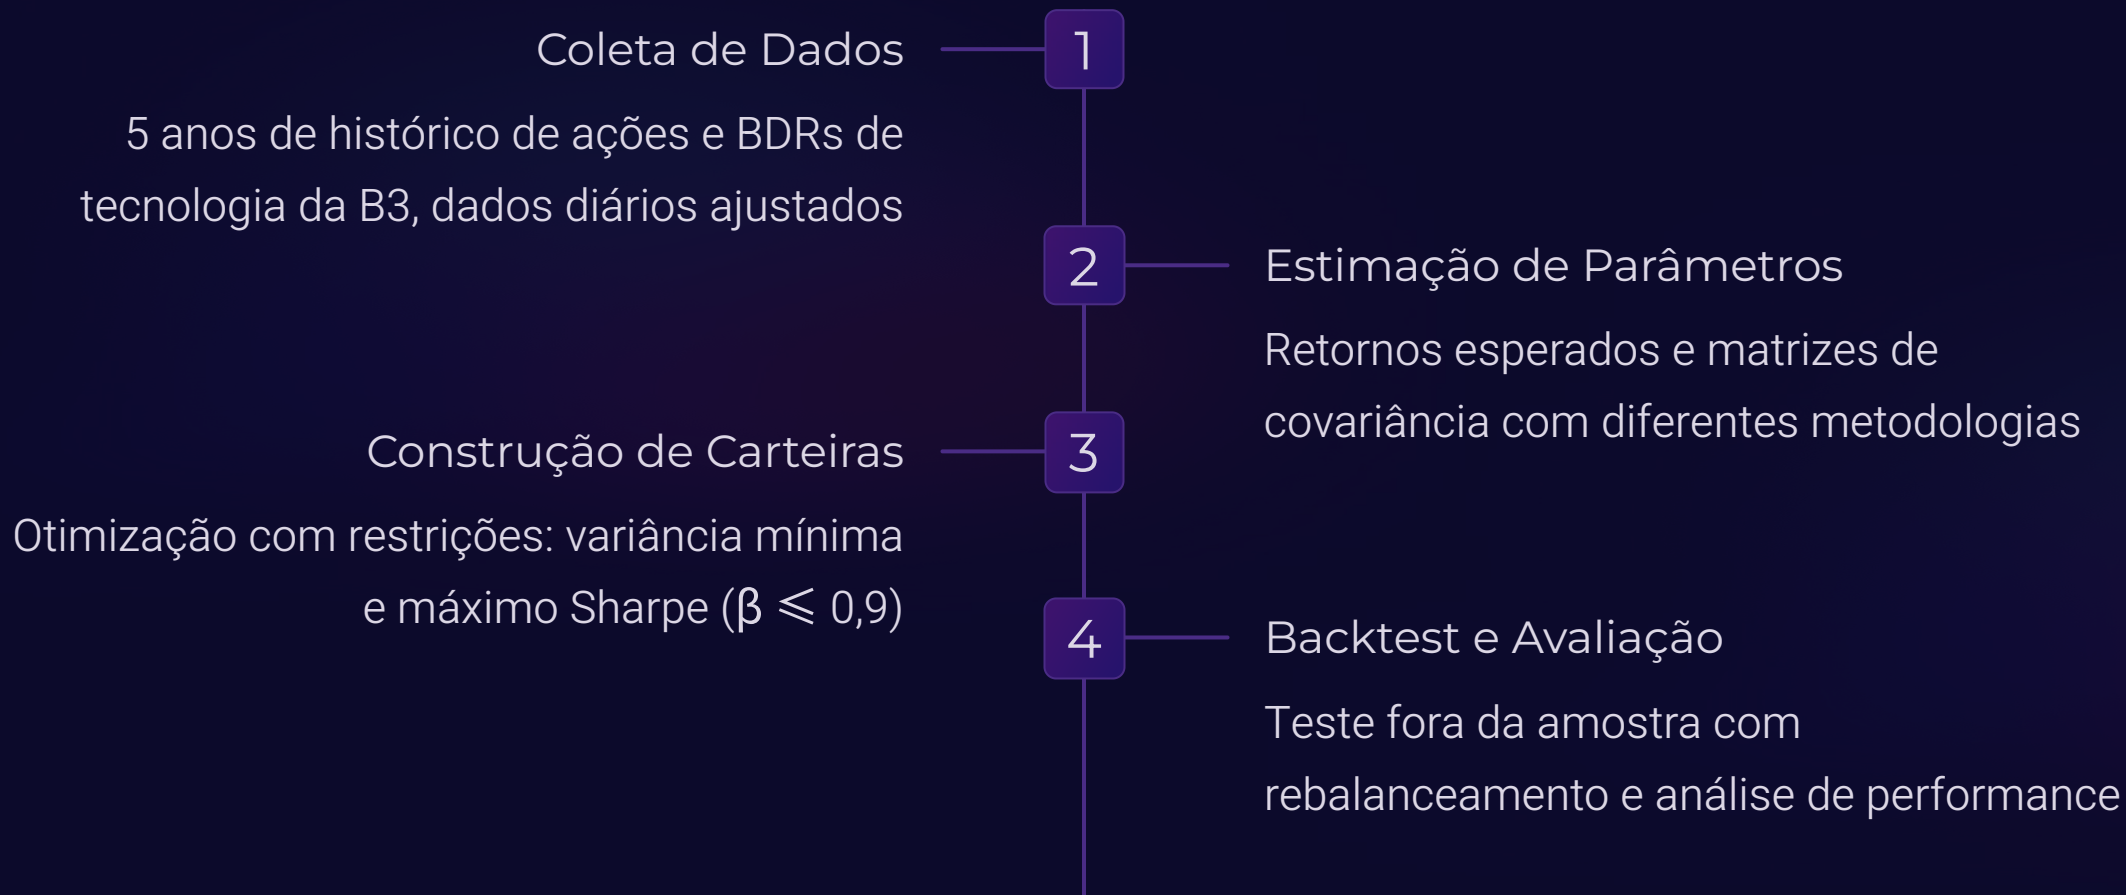 Coleta de Dados
1
5 anos de histórico de ações e BDRs de
tecnologia da B3, dados diários ajustados
2
Estimação de Parâmetros
Retornos esperados e matrizes de
covariância com diferentes metodologias
Construção de Carteiras
3
Otimização com restrições: variância mínima
e máximo Sharpe (β ⩽ 0,9)
4
Backtest e Avaliação
Teste fora da amostra com
rebalanceamento e análise de performance